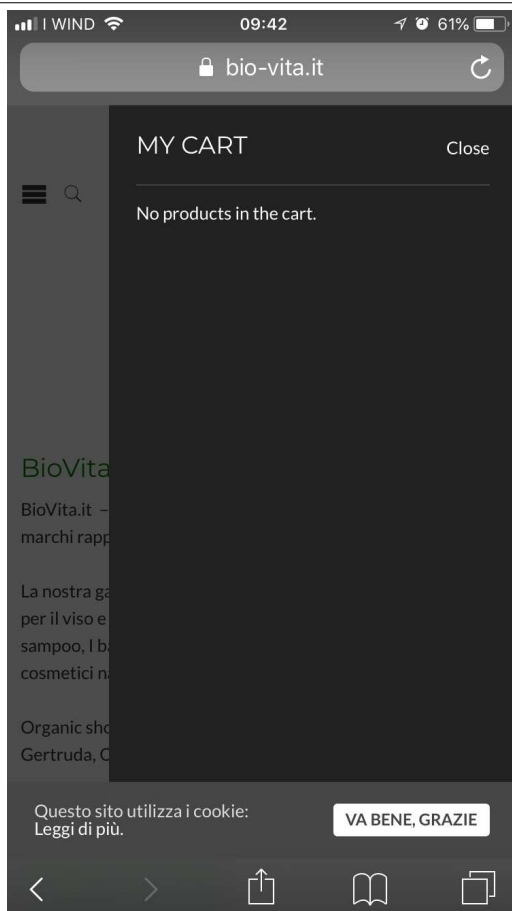 I WIND 09:42 61%
bio-vita.it
MY CART Close
No products in the cart.
BioVita
BioVita.it –
marchi rapp
La nostra ga
per il viso e
sampoo, I ba
cosmetici na
Organic sho
Gertruda, C
Questo sito utilizza i cookie:
Leggi di più.
VA BENE, GRAZIE